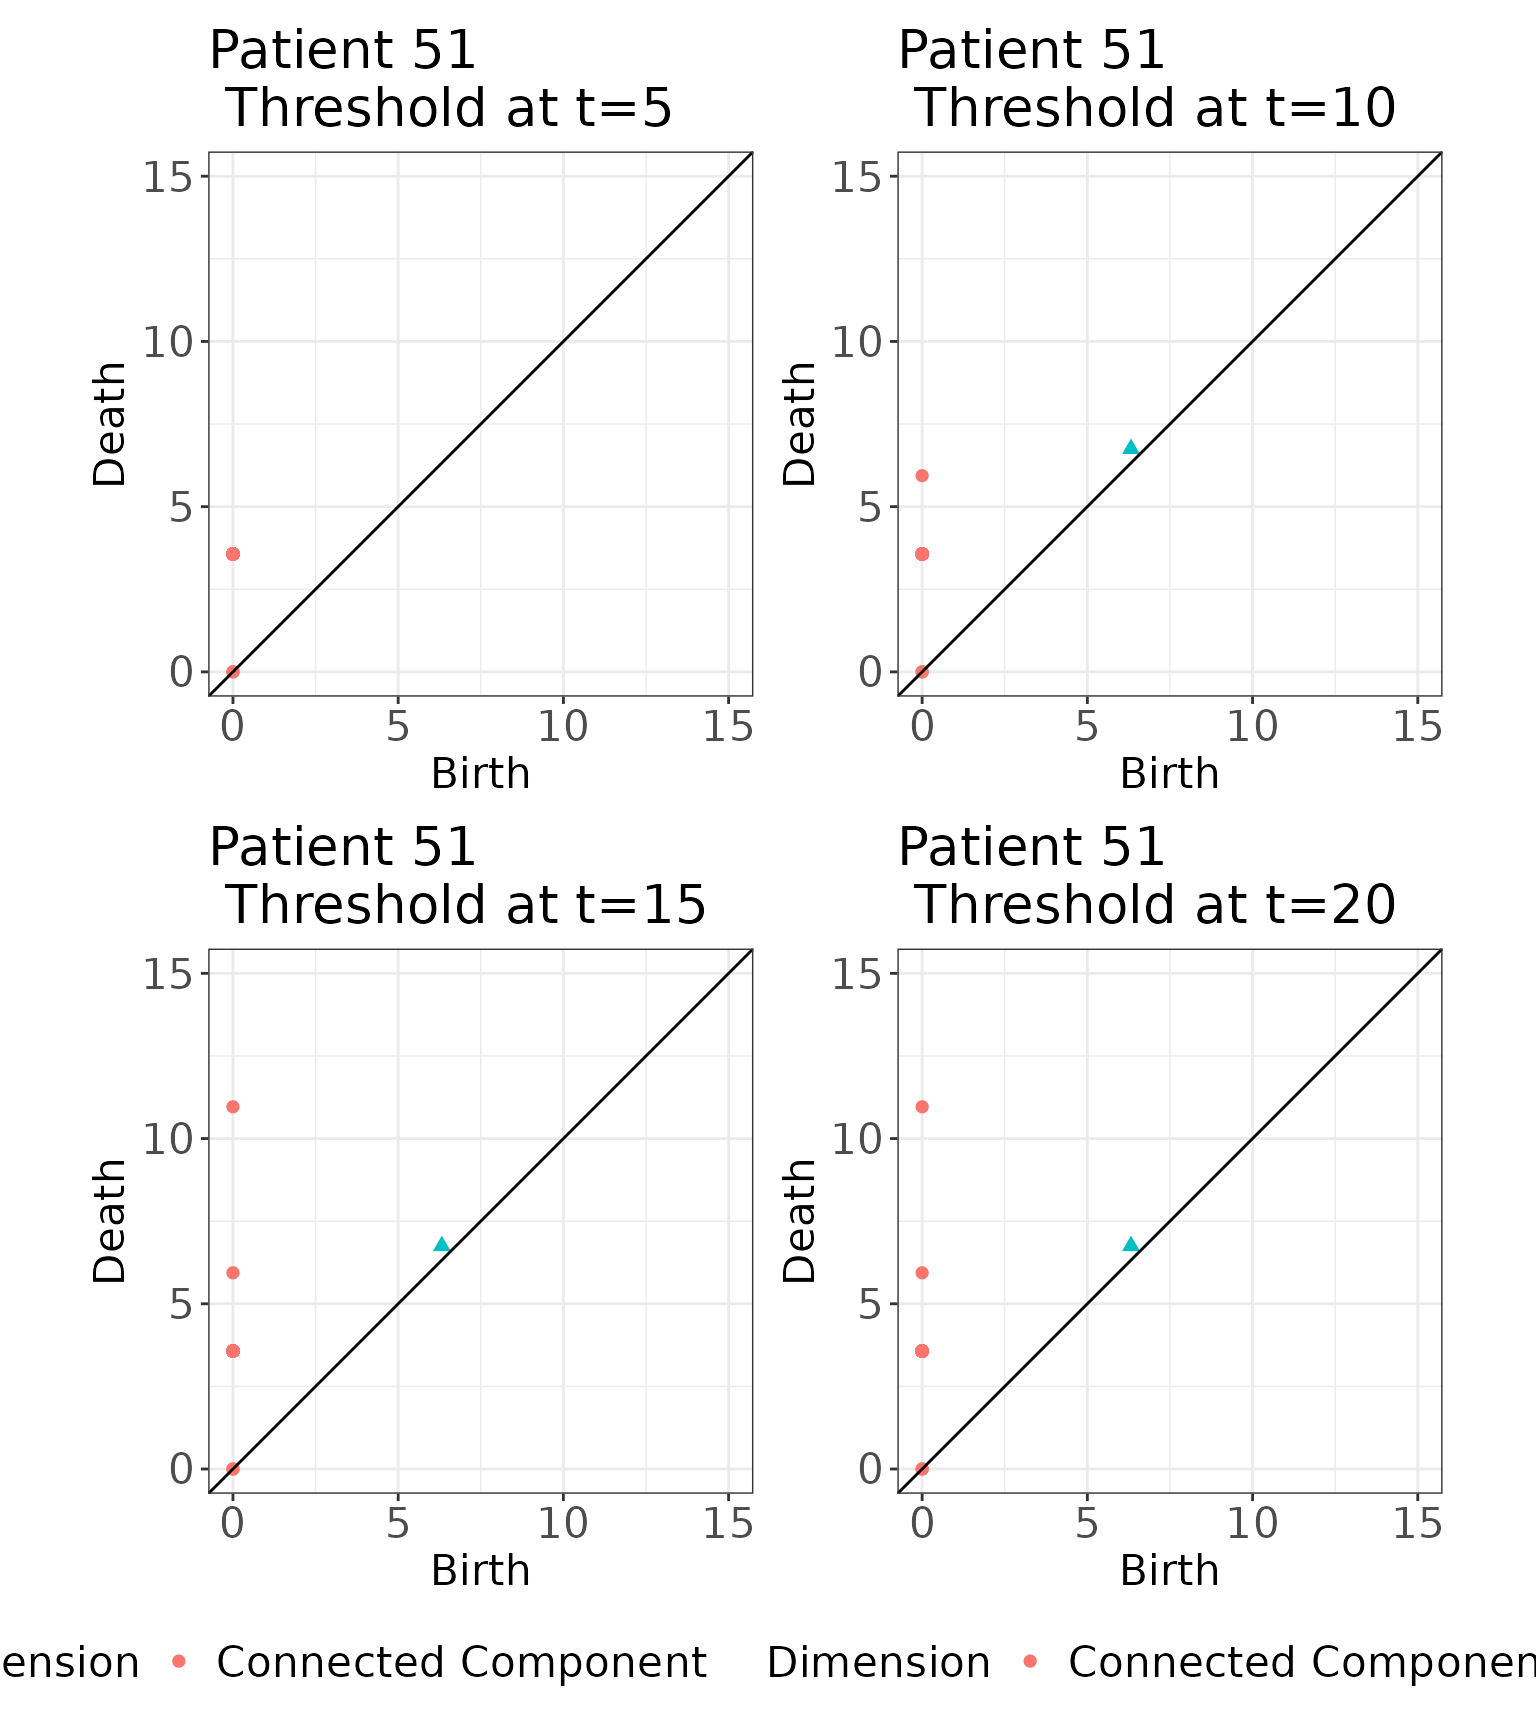 Patient 51
Threshold at t=5
15
10
5
0
Death
0 5 10 15
Birth
Patient 51
Threshold at t=10
15
10
5
0
Death
0 5 10 15
Birth
Patient 51
Threshold at t=15
15
10
5
0
Death
0 5 10 15
Birth
Patient 51
Threshold at t=20
15
10
5
0
Death
0 5 10 15
Birth
ension Connected Component Dimension Connected Componen